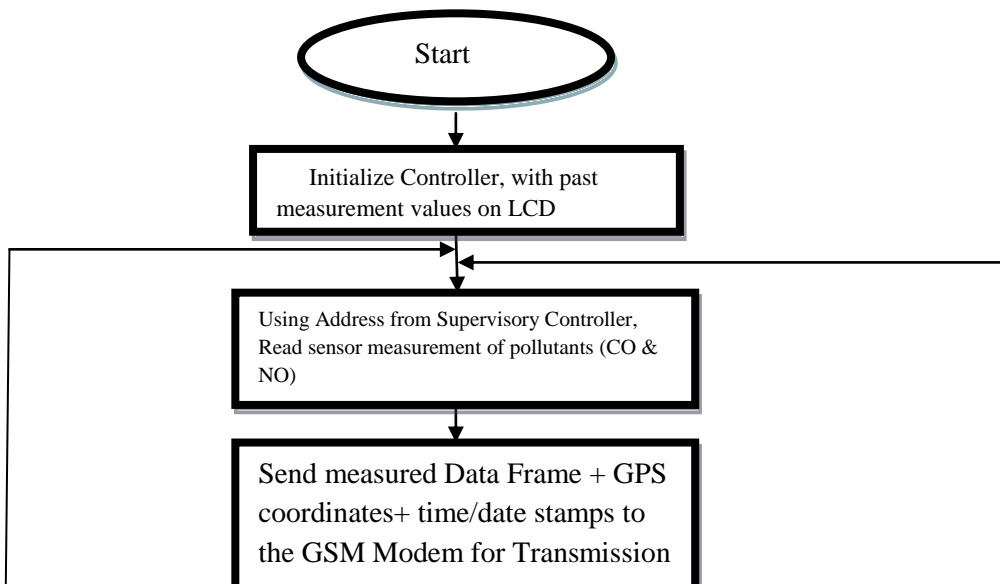 Start
Initialize Controller, with past
measurement values on LCD
Using Address from Supervisory Controller,
Read sensor measurement of pollutants (CO &
NO)
Send measured Data Frame + GPS
coordinates+ time/date stamps to
the GSM Modem for Transmission